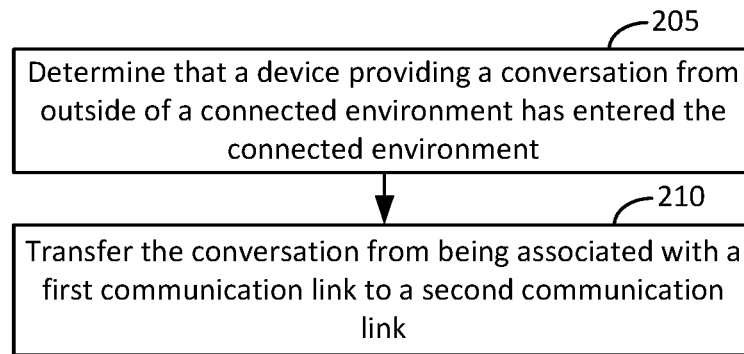 205
Determine that a device providing a conversation from
outside of a connected environment has entered the
connected environment
210
Transfer the conversation from being associated with a
first communication link to a second communication
link